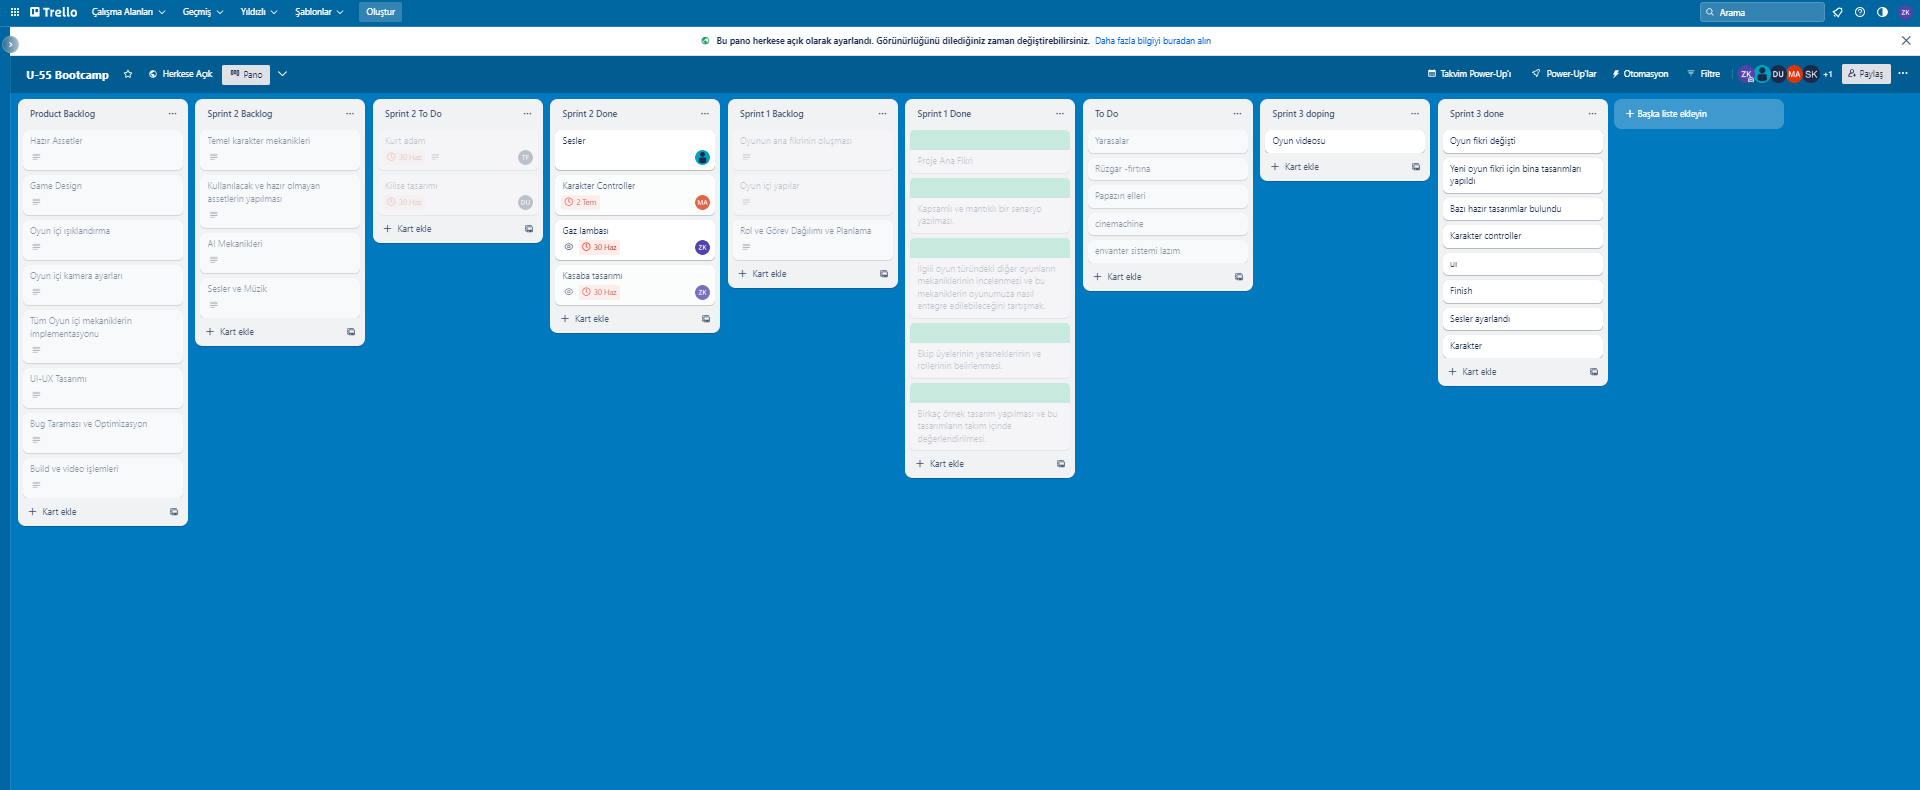 Trello
Çalışma Alanları
Geçmiş
Yıldızlı
Şablonlar
Oluştur
Arama
ZK
Bu pano herkese açık olarak ayarlandı. Görünürlüğünü dilediğiniz zaman değiştirebilirsiniz. Daha fazla bilgiyi buradan alın
U-55 Bootcamp
Herkese Açık
Pano
Takvim Power-Up'ı
Power-Up'lar
Otomasyon
Filtre
ZK
DU
MA
SK
+1
Paylaş
Product Backlog
Hazır Assetler
Game Design
Oyun içi ışıklandırma
Oyun içi kamera ayarları
Tüm Oyun içi mekaniklerin
implementasyonu
UI-UX Tasarımı
Bug Taraması ve Optimizasyon
Build ve video işlemleri
Kart ekle
Sprint 2 Backlog
Temel karakter mekanikleri
Kullanılacak ve hazır olmayan
assetlerin yapılması
AI Mekanikleri
Sesler ve Müzik
Kart ekle
Sprint 2 To Do
Kurt adam
30 Haz
TF
Kilise tasarımı
30 Haz
DU
Kart ekle
Sprint 2 Done
Sesler
Karakter Controller
2 Tem
MA
Gaz lambası
30 Haz
ZK
Kasaba tasarımı
30 Haz
ZK
Kart ekle
Sprint 1 Backlog
Oyunun ana fikrinin oluşması
Oyun içi yapılar
Rol ve Görev Dağılımı ve Planlama
Kart ekle
Sprint 1 Done
Proje Ana Fikri
Kapsamlı ve mantıklı bir senaryo
yazılması.
İlgili oyun türündeki diğer oyunların
mekaniklerinin incelenmesi ve bu
mekaniklerin oyunumuza nasıl
entegre edilebileceğini tartışmak.
Ekip üyelerinin yeteneklerinin ve
rollerinin belirlenmesi.
Birkaç örnek tasarım yapılması ve bu
tasarımların takım içinde
değerlendirilmesi.
Kart ekle
To Do
Yarasalar
Rüzgar -fırtına
Papazın elleri
cinemachine
envanter sistemi lazım
Kart ekle
Sprint 3 doping
Oyun videosu
Kart ekle
Sprint 3 done
Oyun fikri değişti
Yeni oyun fikri için bina tasarımları
yapıldı
Bazı hazır tasarımlar bulundu
Karakter controller
uı
Finish
Sesler ayarlandı
Karakter
Kart ekle
Başka liste ekleyin